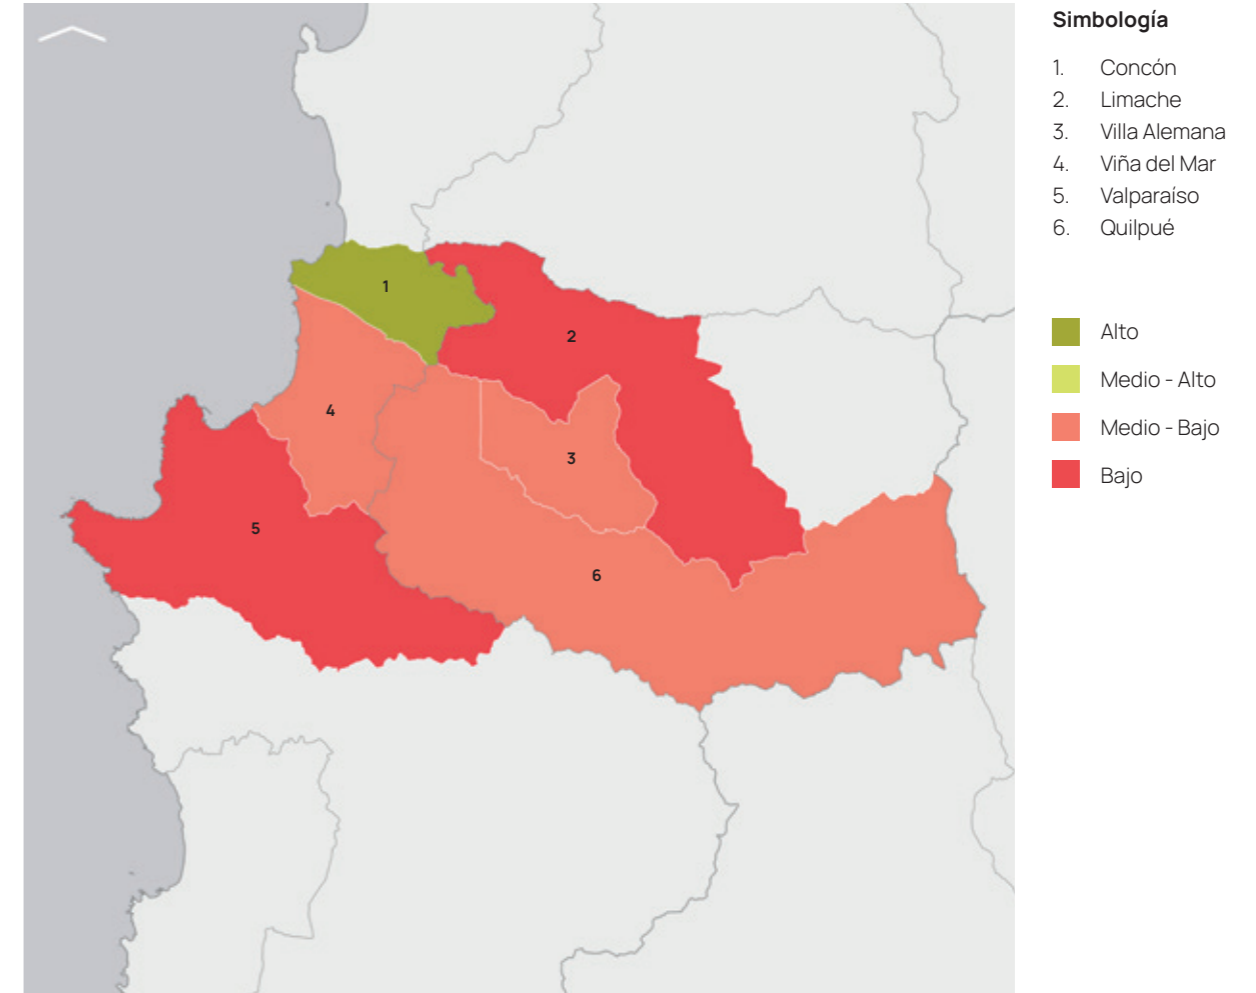 Simbología
1. Concón
2. Limache
3. Villa Alemana
4. Viña del Mar
5. Valparaíso
6. Quilpué
Alto
Medio - Alto
Medio - Bajo
Bajo
1
2
4
3
5
6